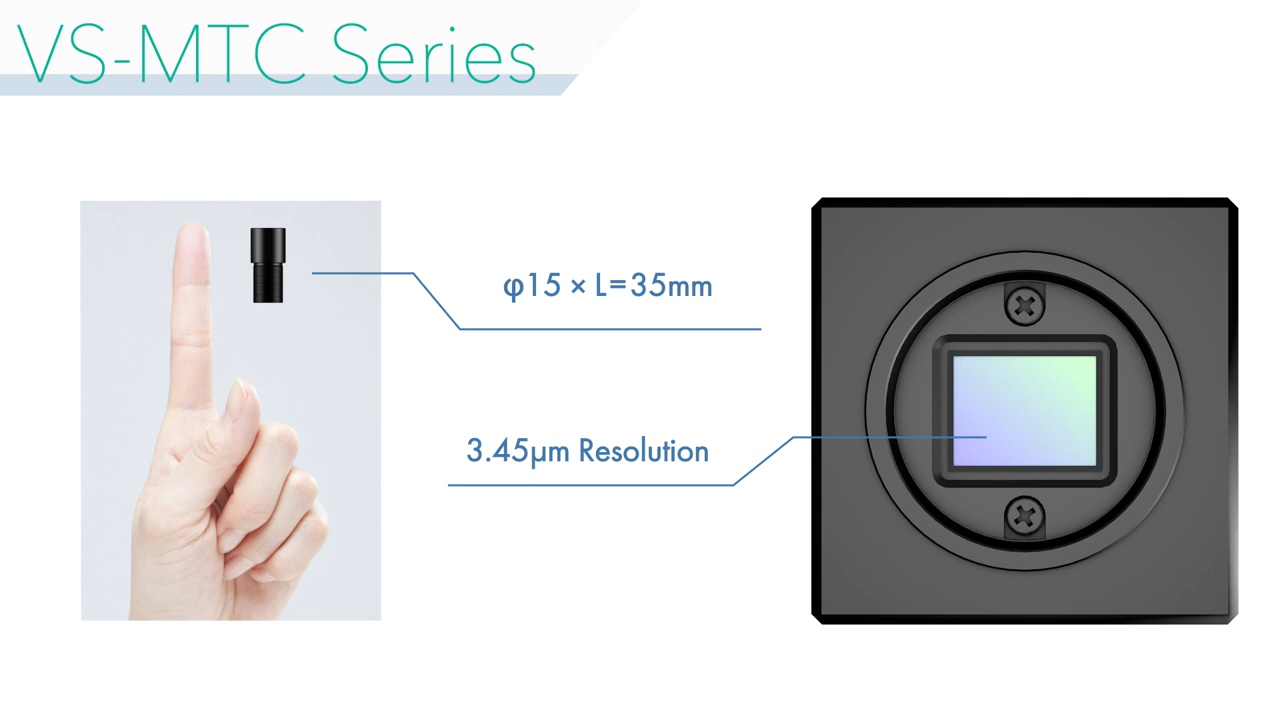 VS-MTC Series
φ15 × L=35mm
3.45μm Resolution